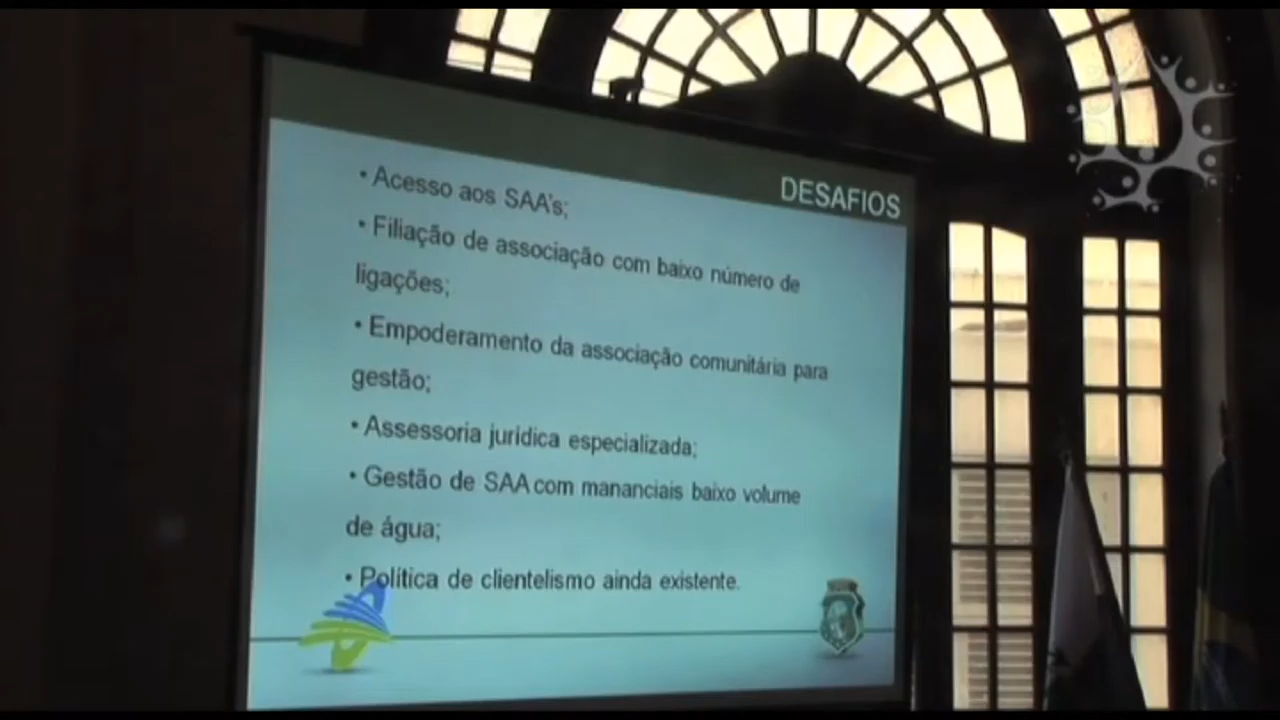 DESAFIOS
• Acesso aos SAA's;
• Filiação de associação com baixo número de
ligações;
• Empoderamento da associação comunitária para
gestão;
• Assessoria jurídica especializada;
• Gestão de SAA com mananciais baixo volume
de água;
• Política de clientelismo ainda existente.